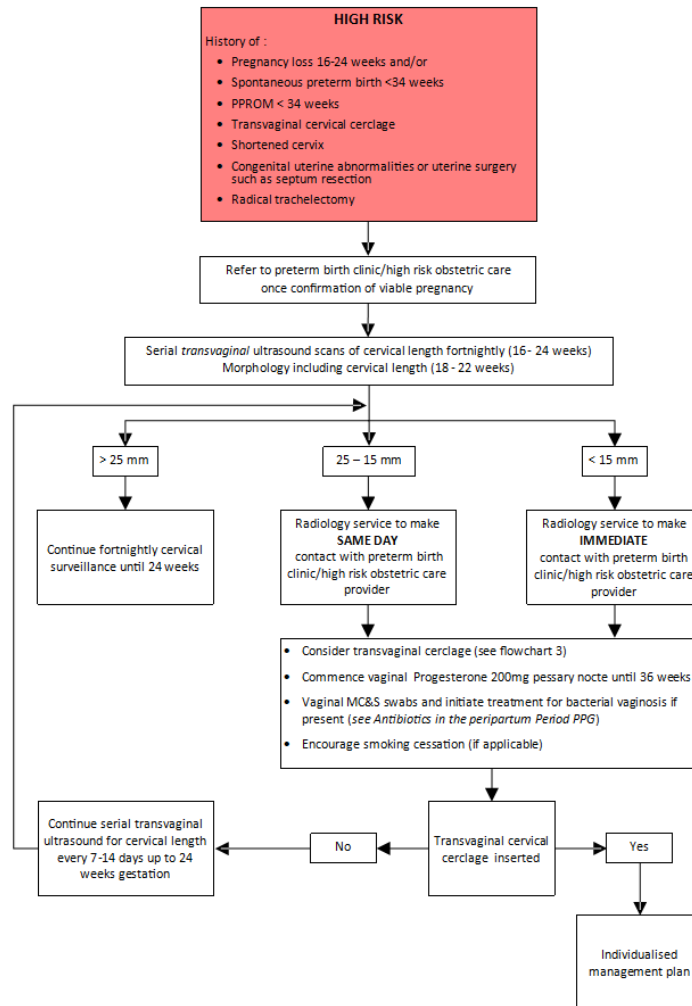 HIGH RISK
History of :
• Pregnancy loss 16-24 weeks and/or
• Spontaneous preterm birth <34 weeks
• PPROM < 34 weeks
• Transvaginal cervical cerclage
• Shortened cervix
• Congenital uterine abnormalities or uterine surgery
such as septum resection
• Radical trachelectomy
Refer to preterm birth clinic/high risk obstetric care
once confirmation of viable pregnancy
Serial transvaginal ultrasound scans of cervical length fortnightly (16 - 24 weeks)
Morphology including cervical length (18 - 22 weeks)
> 25 mm
25 – 15 mm
< 15 mm
Continue fortnightly cervical
surveillance until 24 weeks
Radiology service to make
SAME DAY
contact with preterm birth
clinic/high risk obstetric care
provider
Radiology service to make
IMMEDIATE
contact with preterm birth
clinic/high risk obstetric care
provider
• Consider transvaginal cerclage (see flowchart 3)
• Commence vaginal Progesterone 200mg pessary nocte until 36 weeks
• Vaginal MC&S swabs and initiate treatment for bacterial vaginosis if
present (see Antibiotics in the peripartum Period PPG)
• Encourage smoking cessation (if applicable)
Continue serial transvaginal
ultrasound for cervical length
every 7-14 days up to 24
weeks gestation
No
Transvaginal cervical
cerclage inserted
Yes
Individualised
management plan